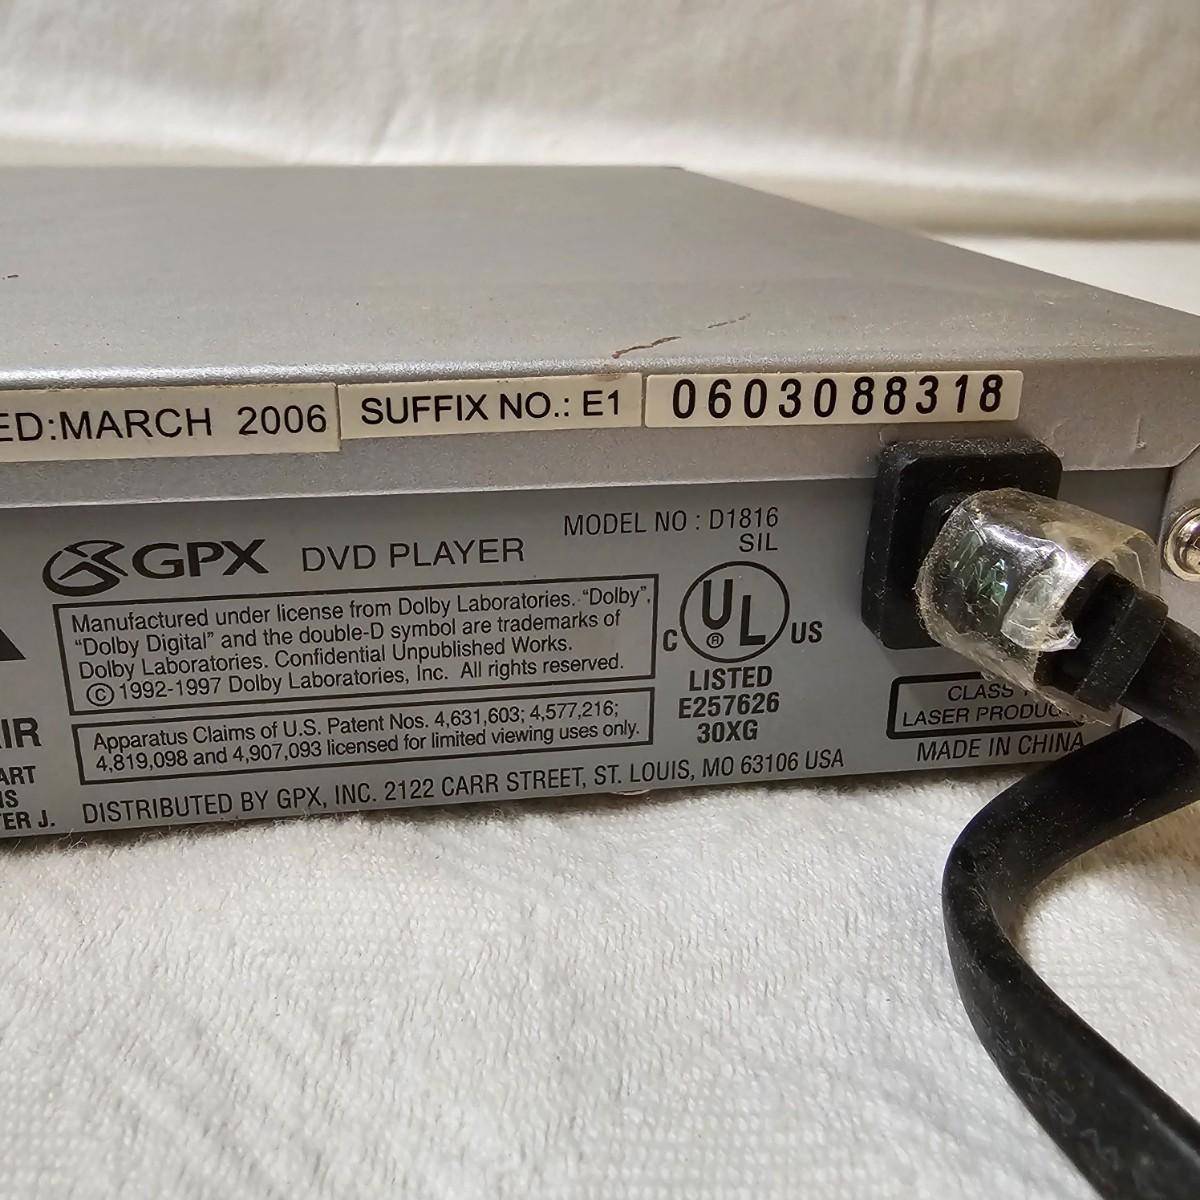 ED:MARCH 2006
SUFFIX NO.: E1
0603088318
GPX DVD PLAYER
MODEL NO : D1816
SIL
Manufactured under license from Dolby Laboratories. “Dolby”,
“Dolby Digital” and the double-D symbol are trademarks of
Dolby Laboratories. Confidential Unpublished Works.
© 1992-1997 Dolby Laboratories, Inc. All rights reserved.
Apparatus Claims of U.S. Patent Nos. 4,631,603; 4,577,216;
4,819,098 and 4,907,093 licensed for limited viewing uses only.
DISTRIBUTED BY GPX, INC. 2122 CARR STREET, ST. LOUIS, MO 63106 USA
C UL ® US
LISTED
E257626
30XG
CLASS
LASER PRODUC
MADE IN CHINA
IR
ART
IS
TER J.